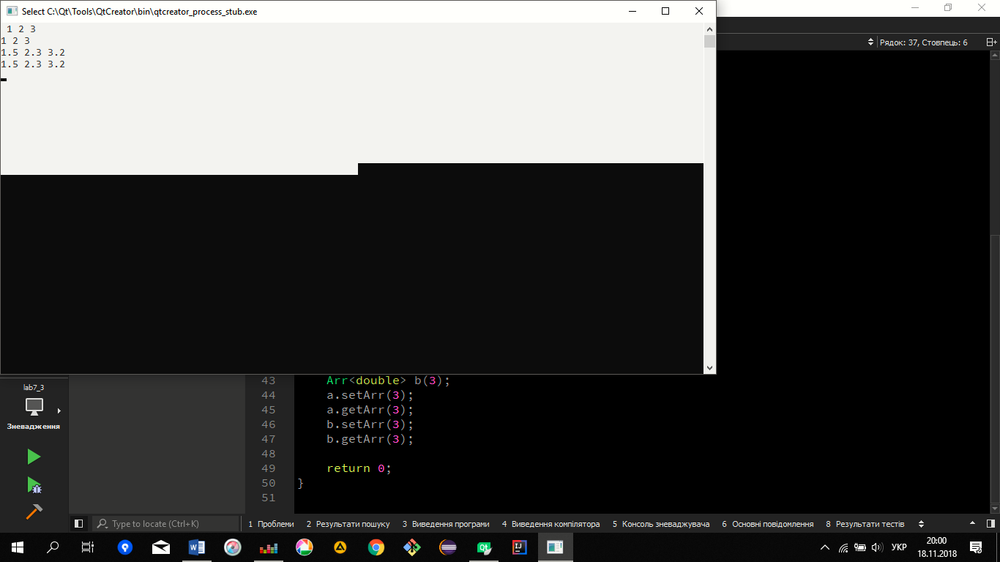 Select C:\Qt\Tools\QtCreator\bin\qtcreator_process_stub.exe
1 2 3
1 2 3
1.5 2.3 3.2
1.5 2.3 3.2
Рядок: 37, Стовпець: 6
lab7_3
Зневадження
43 Arr<double> b(3);
44 a.setArr(3);
45 a.getArr(3);
46 b.setArr(3);
47 b.getArr(3);
48
49 return 0;
50 }
51
Type to locate (Ctrl+K) 1 Проблеми 2 Результати пошуку 3 Виведення програми 4 Виведення компілятора 5 Консоль зневаджувача 6 Основні повідомлення 8 Результати тестів
УКР
20:00
18.11.2018